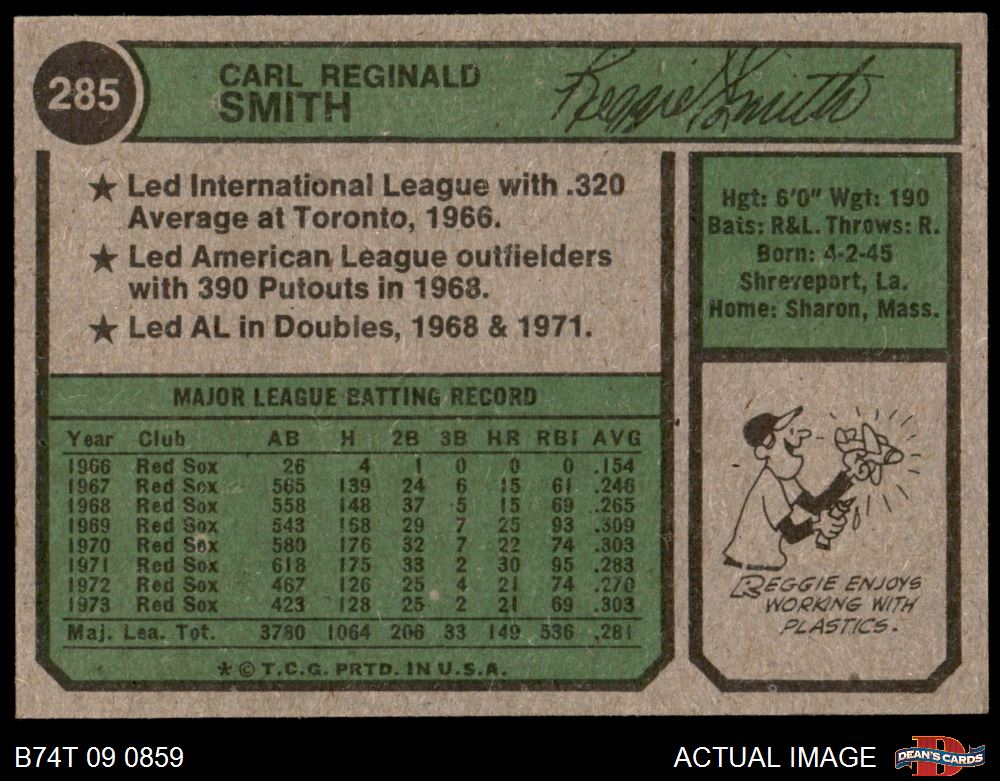 285
CARL REGINALD
SMITH
Reggie Smith
★ Led International League with .320
Average at Toronto, 1966.
★ Led American League outfielders
with 390 Putouts in 1968.
★ Led AL in Doubles, 1968 & 1971.
Hgt: 6'0" Wgt: 190
Bats: R&L. Throws: R.
Born: 4-2-45
Shreveport, La.
Home: Sharon, Mass.
MAJOR LEAGUE BATTING RECORD
Year Club AB H 2B 3B HR RBI AVG
1966 Red Sox 26 4 1 0 0 0 .154
1967 Red Sox 565 139 24 6 15 61 .246
1968 Red Sox 558 148 37 5 15 69 .265
1969 Red Sox 543 168 29 7 25 93 .309
1970 Red Sox 580 176 32 7 22 74 .303
1971 Red Sox 618 175 33 2 30 95 .283
1972 Red Sox 467 126 25 4 21 74 .270
1973 Red Sox 423 128 25 2 21 69 .303
Maj. Lea. Tot. 3780 1064 206 33 149 536 .281
* © T.C.G. PRTD. IN U.S.A.
REGGIE ENJOYS
WORKING WITH
PLASTICS.
B74T 09 0859
ACTUAL IMAGE
D
DEAN'S CARDS